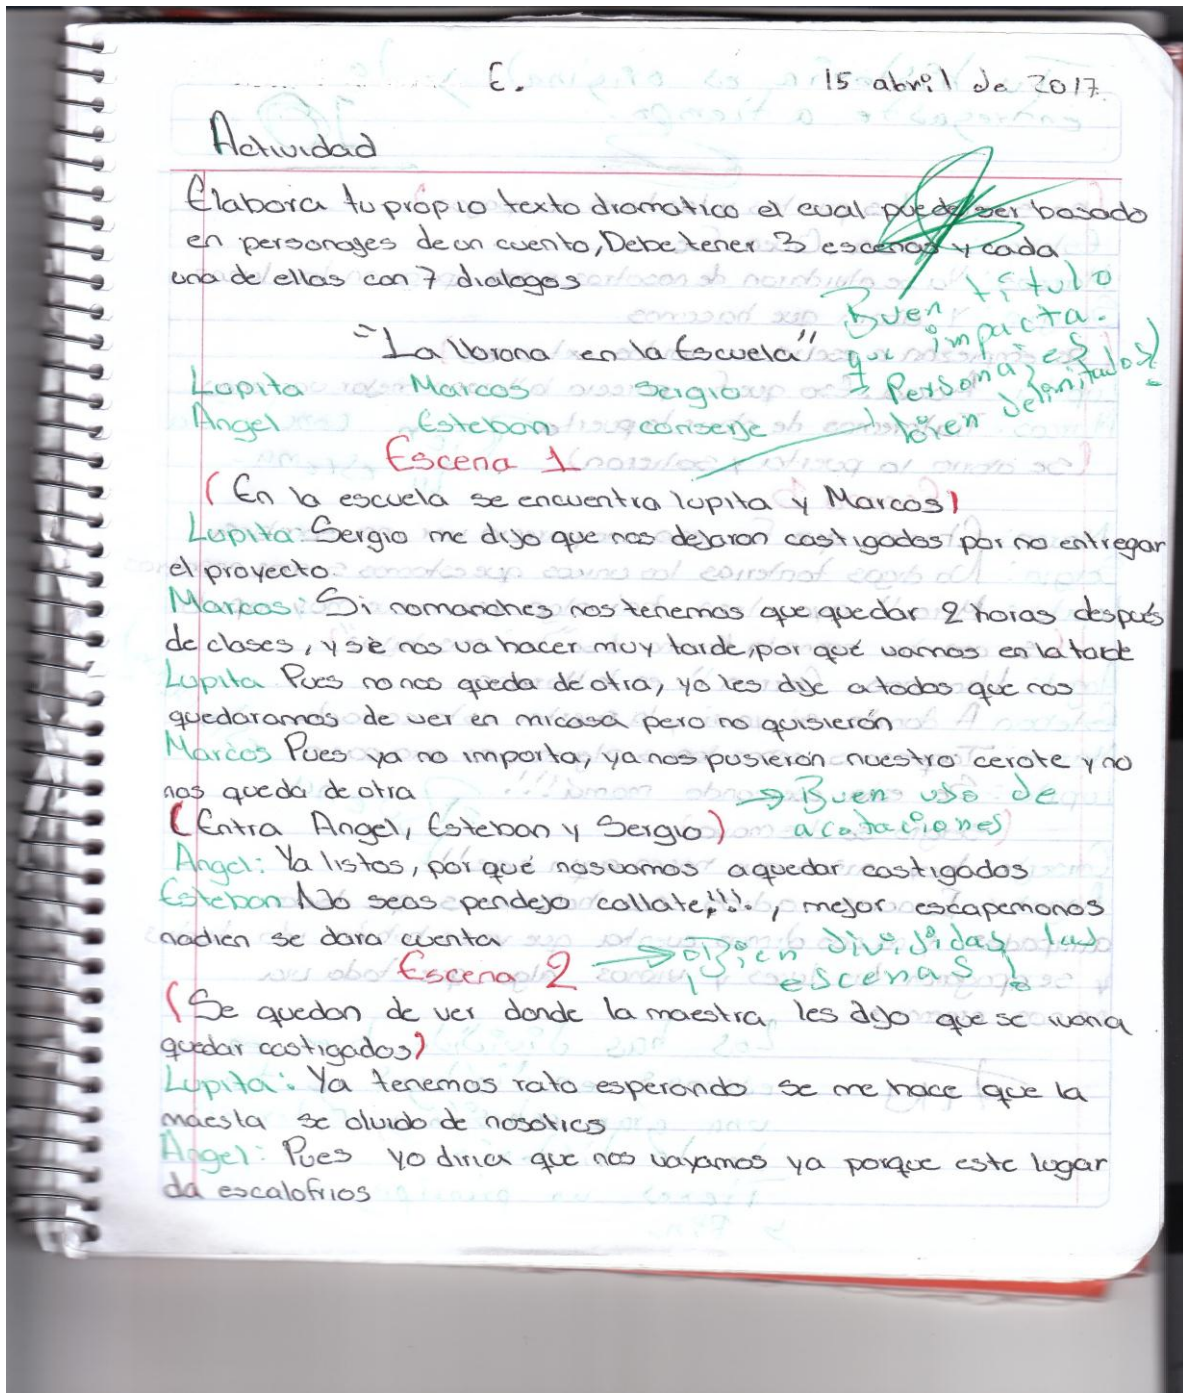 E. 15 abril de 2017.
Actividad
Elabora tu própio texto dramatico el cual puede ser basado
en personages de un cuento, Debe tener 3 escenas y cada
una de ellas con 7 dialogos
Buen título
que impacta.
"La llorona en la Escuela"
Lupita Marcos Sergio
→ Personajes
bien delimitados!
Angel Esteban conserje
Escena 1
(En la escuela se encuentra lupita y Marcos)
Lupita: Sergio me dijo que nos dejaron castigados por no entregar
el proyecto.
Marcos: Si nomanches nos tenemos que quedar 2 horas después
de clases, y sè nos va hacer muy tarde, por qué vamos en la tarde
Lupita Pues no nos queda de otra, yo les dije a todos que nos
quedaramos de ver en mi casa pero no quisierón
Marcos Pues ya no importa, ya nos pusierón nuestro cerote y no
nos queda de otra
→ Buen uso de
acotaciones
(Entra Angel, Esteban y Sergio)
Angel: Ya listos, por qué nos vamos a quedar castigados
Esteban No seas pendejo callate!!!, mejor escapemonos
nadien se dara cuenta
Escena 2 → Bien divididas las
escenas!
(Se quedan de ver donde la maestra les dijo que se
quedar castigados)
Lupita: Ya tenemos rato esperando se me hace que la
maesta se olvido de nosotros
Angel: Pues yo diria que nos vayamos ya porque este lugar
da escalofrios